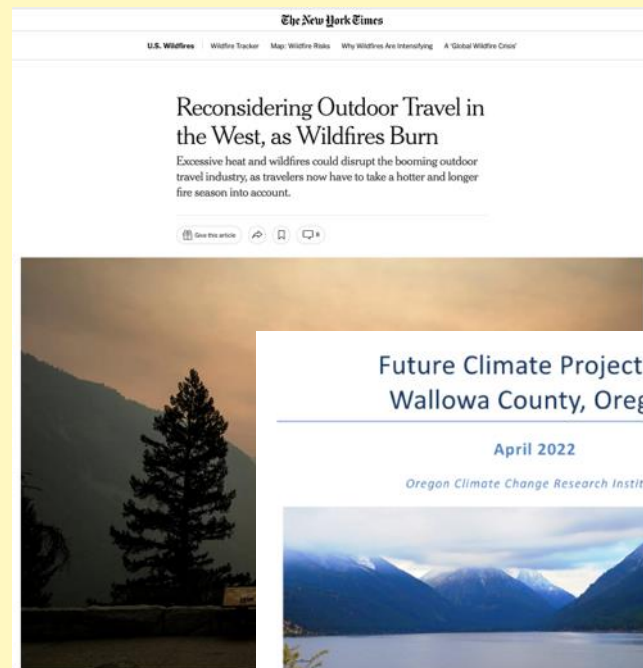 The New York Times
U.S. Wildfires Wildfire Tracker Map: Wildfire Risks Why Wildfires Are Intensifying A 'Global Wildfire Crisis'
Reconsidering Outdoor Travel in
the West, as Wildfires Burn
Excessive heat and wildfires could disrupt the booming outdoor
travel industry, as travelers now have to take a hotter and longer
fire season into account.
Give this article 8
Future Climate Project
Wallowa County, Oreg
April 2022
Oregon Climate Change Research Instit